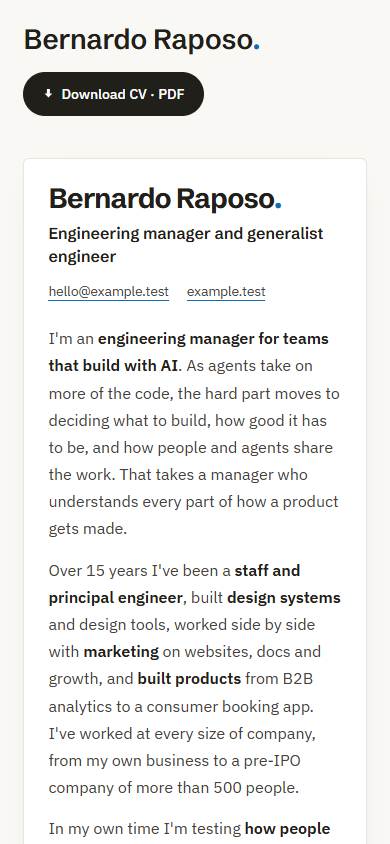 Bernardo Raposo.
Download CV · PDF
Bernardo Raposo.
Engineering manager and generalist
engineer
hello@example.test example.test
I'm an engineering manager for teams
that build with AI. As agents take on
more of the code, the hard part moves to
deciding what to build, how good it has
to be, and how people and agents share
the work. That takes a manager who
understands every part of how a product
gets made.
Over 15 years I've been a staff and
principal engineer, built design systems
and design tools, worked side by side
with marketing on websites, docs and
growth, and built products from B2B
analytics to a consumer booking app.
I've worked at every size of company,
from my own business to a pre-IPO
company of more than 500 people.
In my own time I'm testing how people